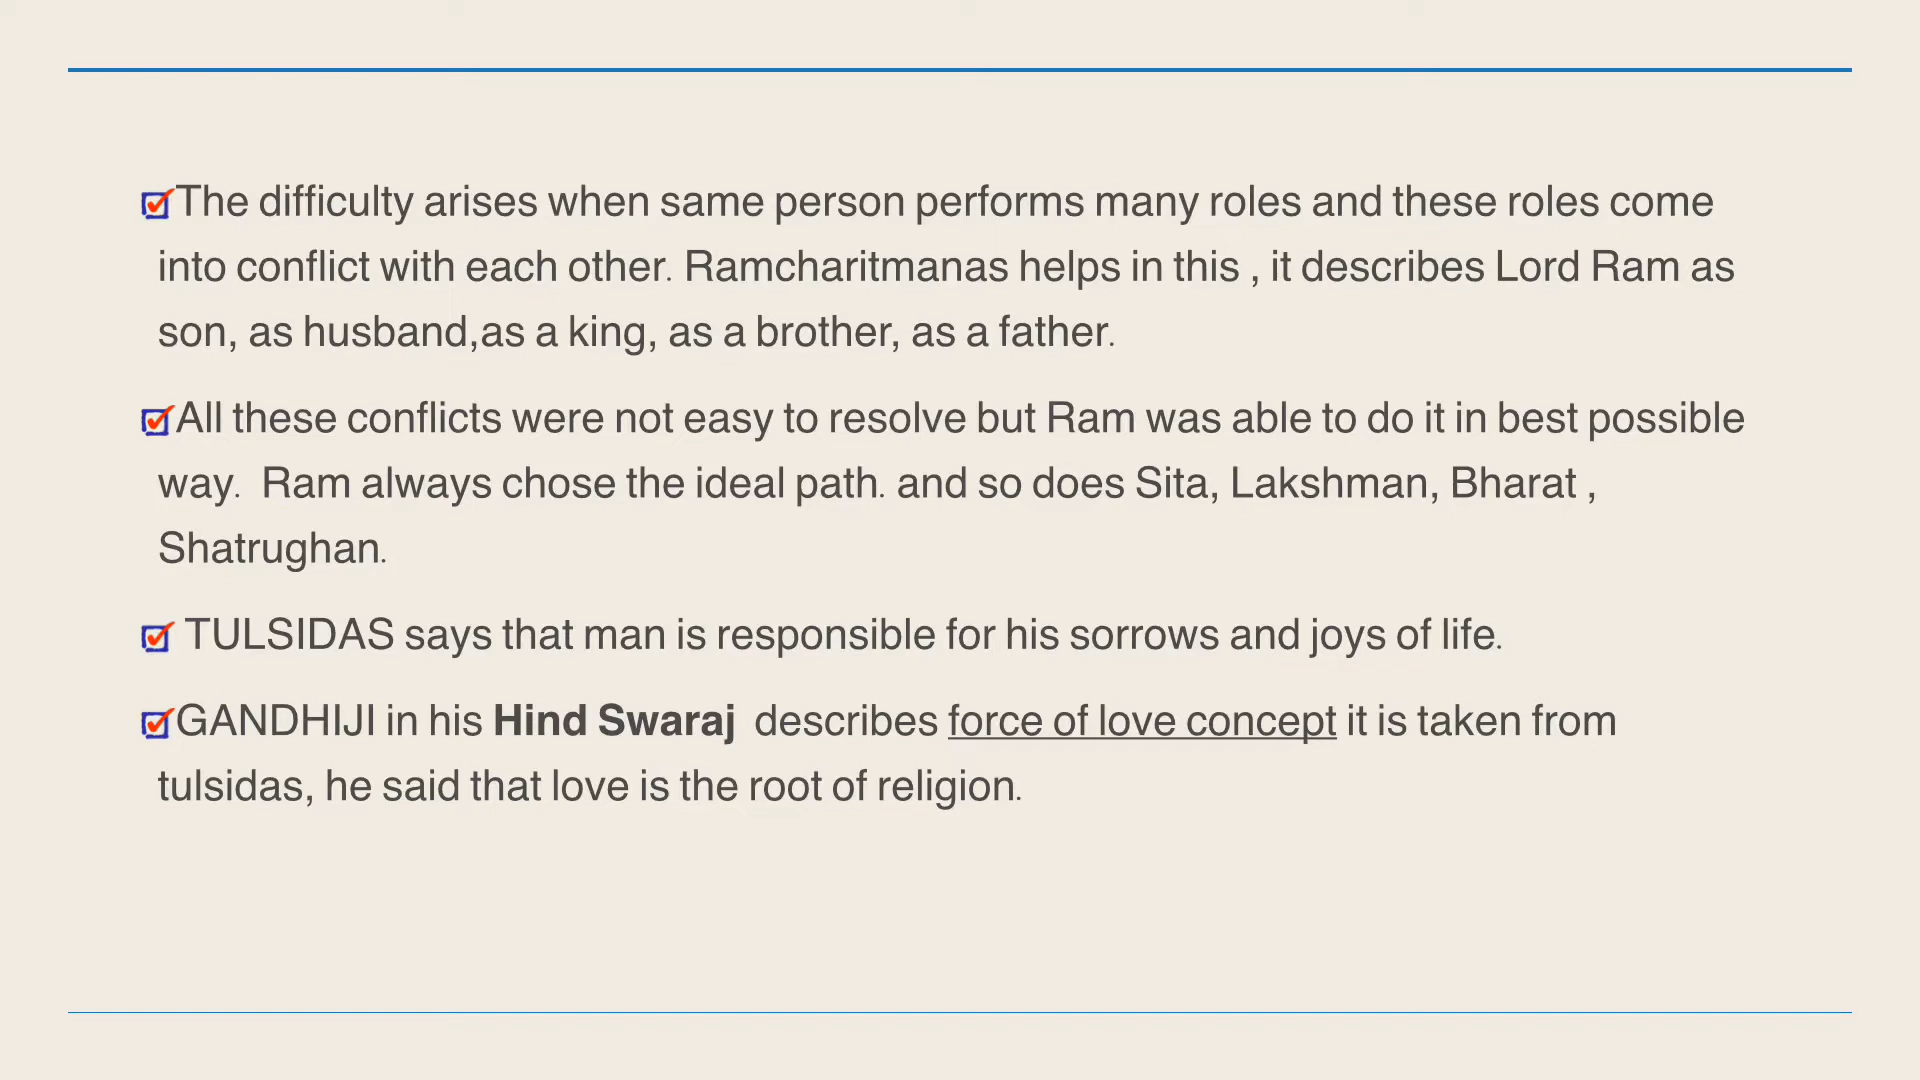 The difficulty arises when same person performs many roles and these roles come
into conflict with each other. Ramcharitmanas helps in this , it describes Lord Ram as
son, as husband,as a king, as a brother, as a father.
All these conflicts were not easy to resolve but Ram was able to do it in best possible
way.  Ram always chose the ideal path. and so does Sita, Lakshman, Bharat ,
Shatrughan.
TULSIDAS says that man is responsible for his sorrows and joys of life.
GANDHIJI in his Hind Swaraj  describes force of love concept it is taken from
tulsidas, he said that love is the root of religion.